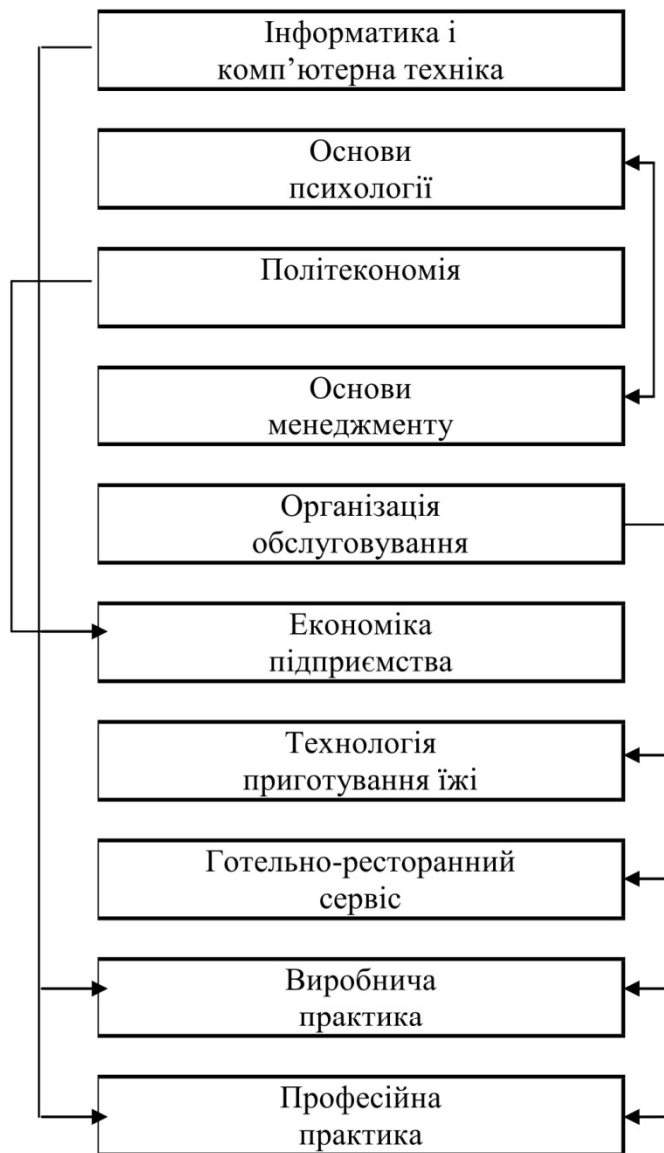 Інформатика і
комп’ютерна техніка
Основи
психології
Політекономія
Основи
менеджменту
Організація
обслуговування
Економіка
підприємства
Технологія
приготування їжі
Готельно-ресторанний
сервіс
Виробнича
практика
Професійна
практика